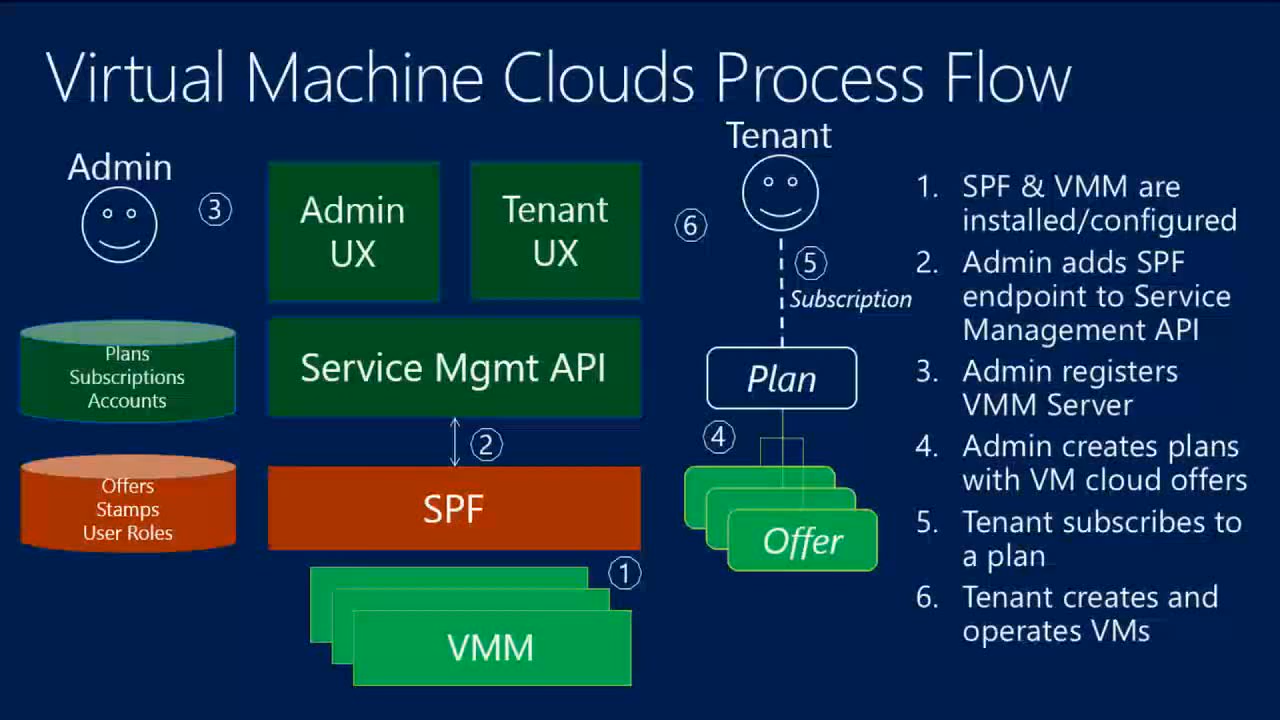 Virtual Machine Clouds Process Flow
Admin
③
Admin
UX
Tenant
UX
⑥
Tenant
⑤
Subscription
Plans
Subscriptions
Accounts
Service Mgmt API
Plan
②
④
Offers
Stamps
User Roles
SPF
Offer
①
VMM
1. SPF & VMM are
installed/configured
2. Admin adds SPF
endpoint to Service
Management API
3. Admin registers
VMM Server
4. Admin creates plans
with VM cloud offers
5. Tenant subscribes to
a plan
6. Tenant creates and
operates VMs